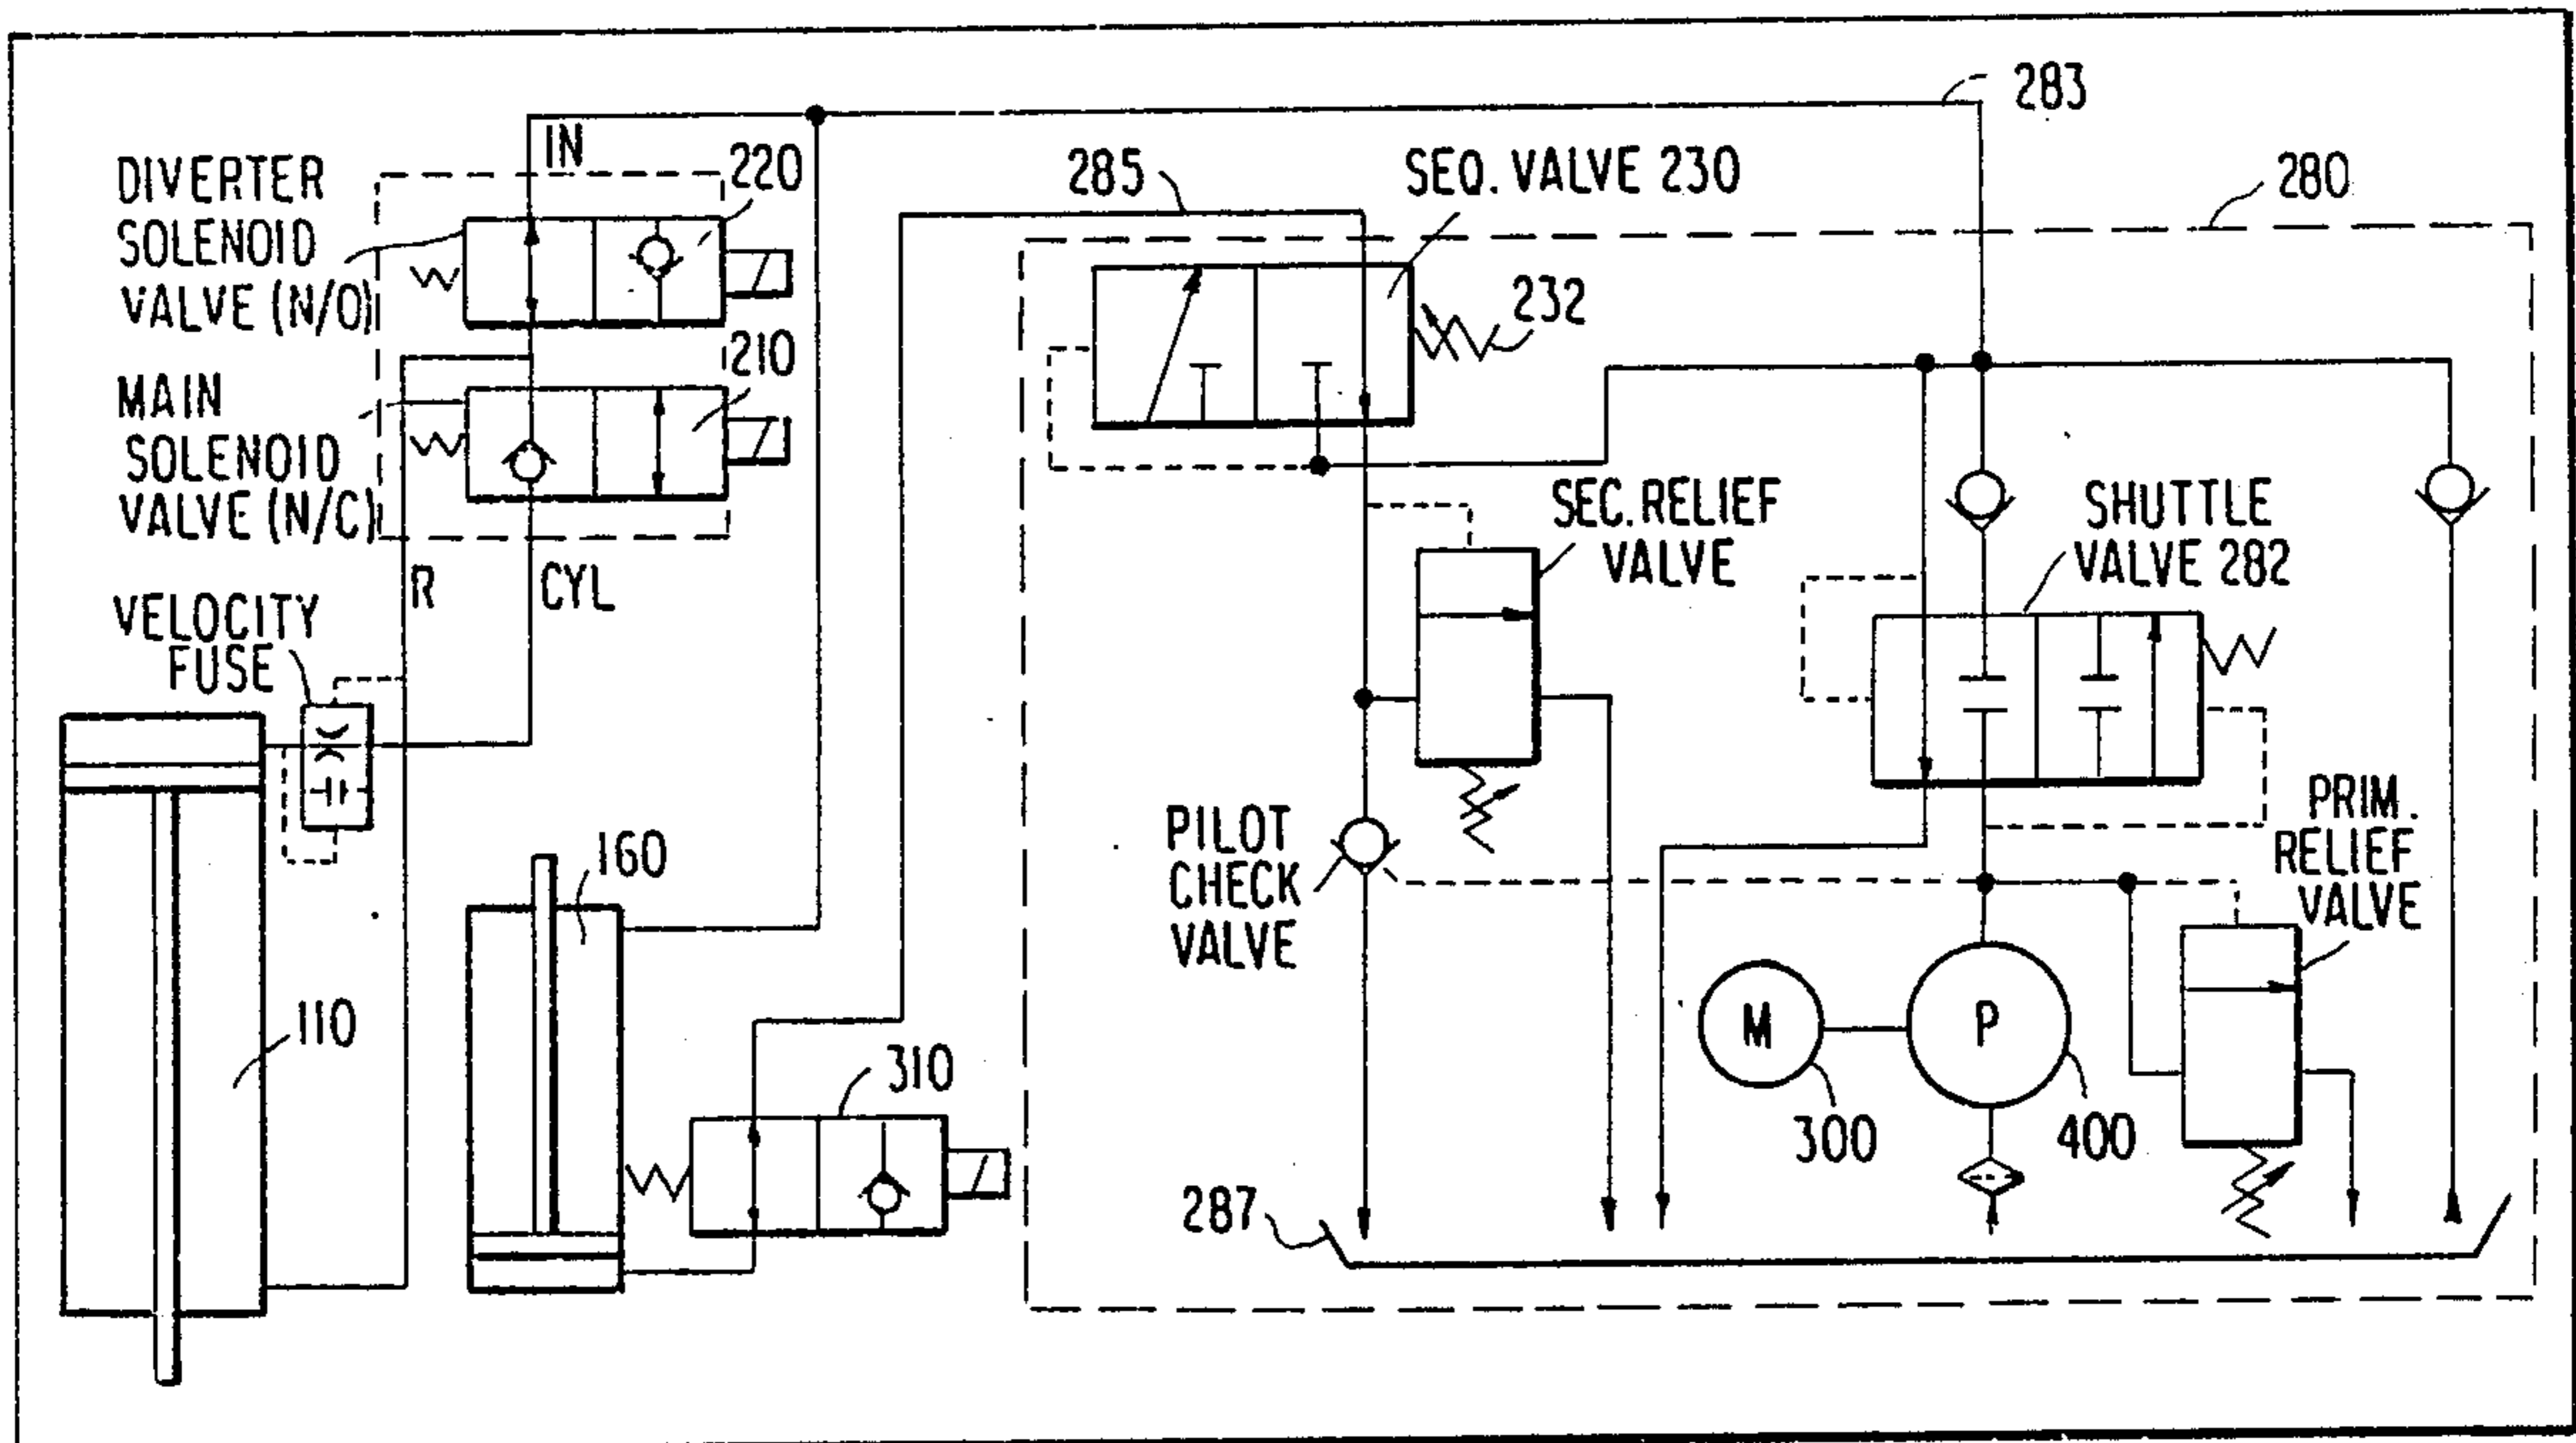 283
IN
DIVERTER
SOLENOID
VALVE (N/O)
220
285
SEQ. VALVE 230
280
232
210
MAIN
SOLENOID
VALVE (N/C)
R
CYL
SEC. RELIEF
VALVE
SHUTTLE
VALVE 282
VELOCITY
FUSE
PILOT
CHECK
VALVE
PRIM.
RELIEF
VALVE
160
110
310
M
P
300
400
287